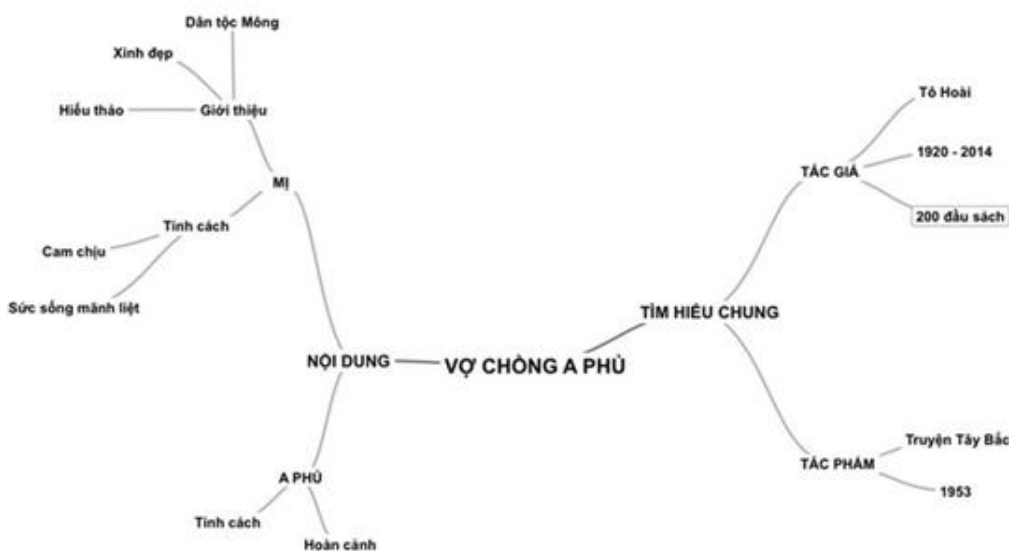 Dân tộc Mông
Xinh đẹp
Hiếu thảo
Giới thiệu
MỊ
Tính cách
Cam chịu
Sức sống mãnh liệt
NỘI DUNG
VỢ CHỒNG A PHỦ
A PHỦ
Tính cách
Hoàn cảnh
TÌM HIỂU CHUNG
TÁC GIẢ
Tô Hoài
1920 - 2014
200 đầu sách
TÁC PHẨM
Truyện Tây Bắc
1953